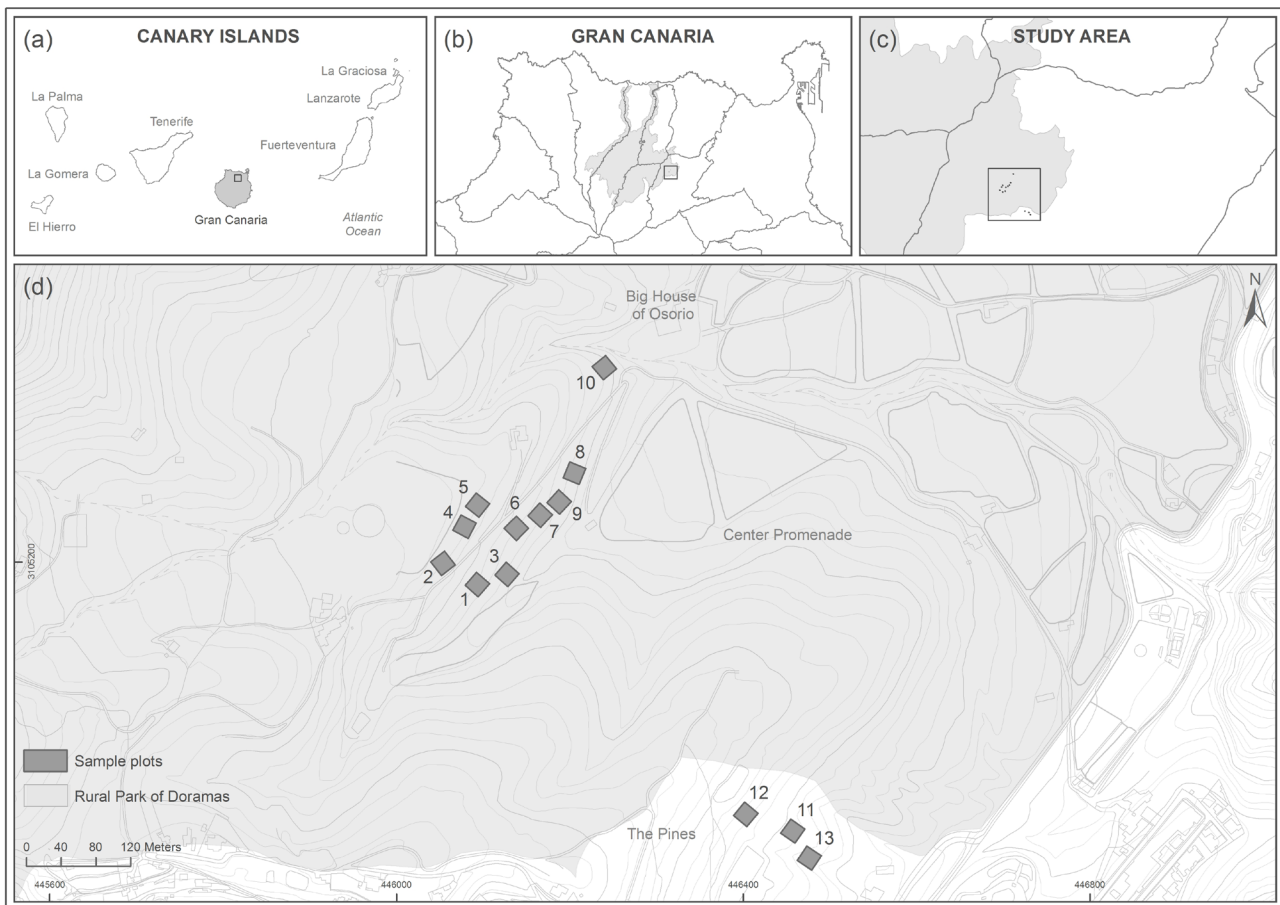 (a)
CANARY ISLANDS
La Graciosa
La Palma
Lanzarote
Tenerife
Fuerteventura
La Gomera
Gran Canaria
El Hierro
Atlantic
Ocean
(b)
GRAN CANARIA
(c)
STUDY AREA
(d)
Big House
of Osorio
N
10
8
5
6
4
9
7
Center Promenade
3105200
3
2
1
Sample plots
Rural Park of Doramas
12
11
The Pines
13
0 40 80 120 Meters
445600
446000
446400
446800